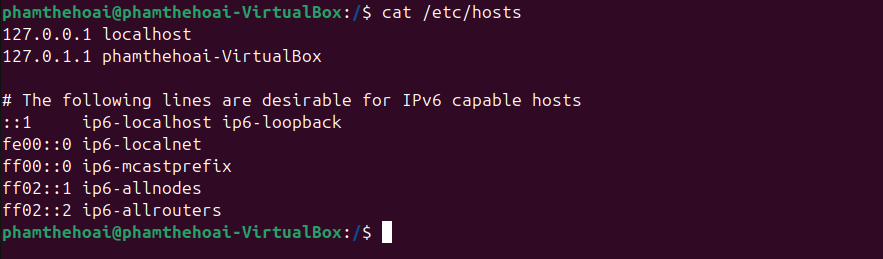 phamthehoai@phamthehoai-VirtualBox:/$ cat /etc/hosts
127.0.0.1 localhost
127.0.1.1 phamthehoai-VirtualBox

# The following lines are desirable for IPv6 capable hosts
::1     ip6-localhost ip6-loopback
fe00::0 ip6-localnet
ff00::0 ip6-mcastprefix
ff02::1 ip6-allnodes
ff02::2 ip6-allrouters
phamthehoai@phamthehoai-VirtualBox:/$